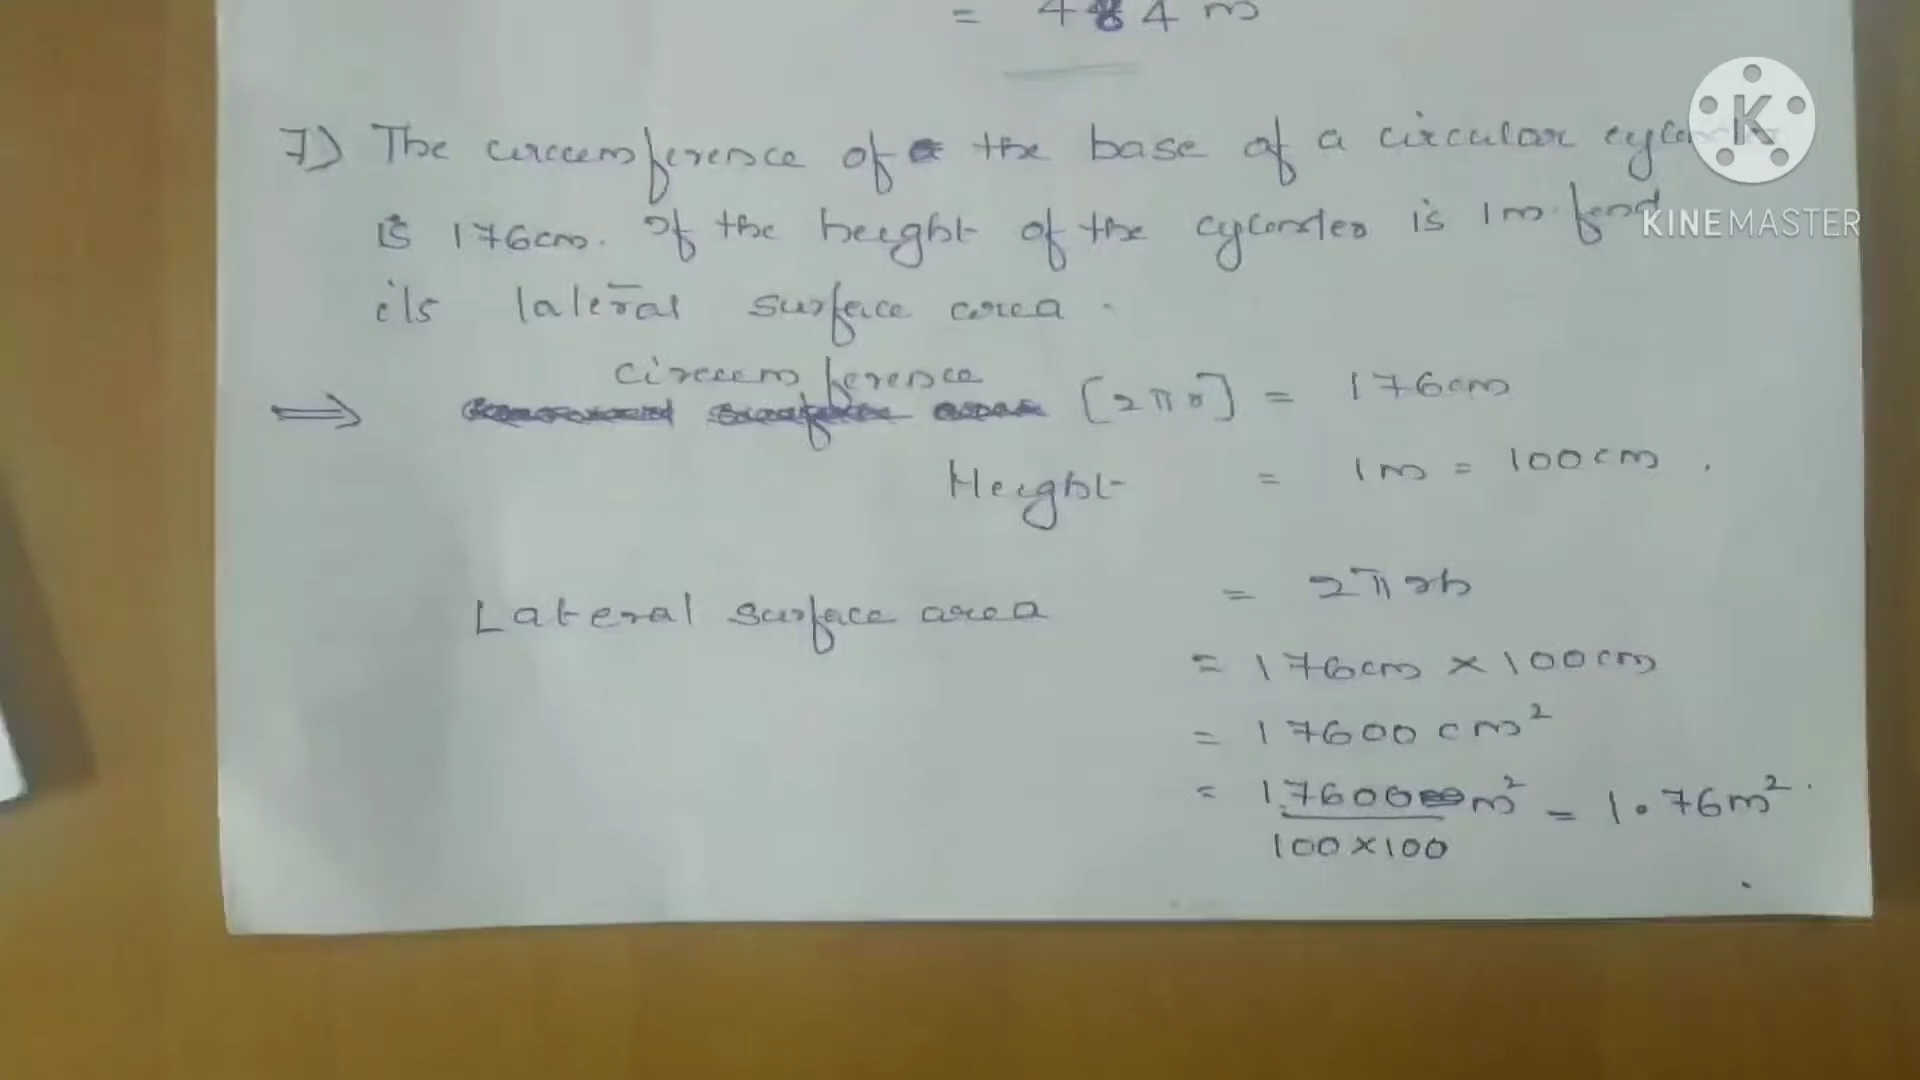 = 484 m
7) The circumference of the base of a circular
is 176cm. If the height of the cylinder is 1m. find
its lateral surface area.
circumference
⇒ [2πr] = 176cm
Height = 1m = 100cm.
Lateral surface area = 2πrh
= 176cm × 100cm
= 17600 cm²
= 17600 m² / 100×100 = 1.76m².
K
KINEMASTER